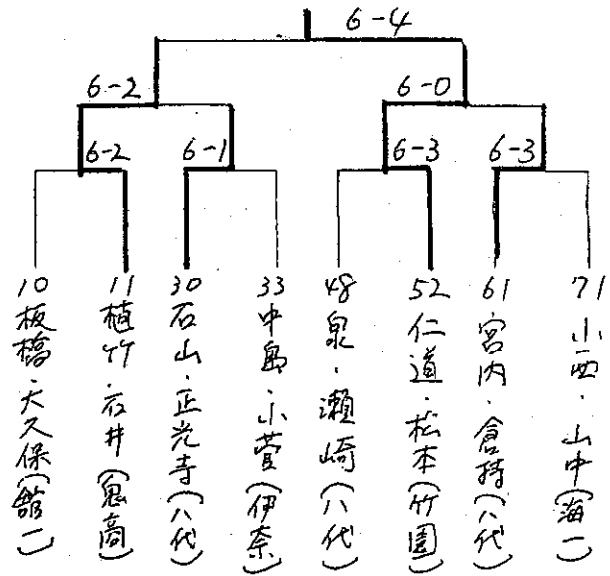 6-4
6-2
6-0
6-2
6-1
6-3
6-3
10 板橋・大久保(館一)
11 植竹・石井(鬼高)
30 石山・正光寺(八代)
33 中島・小菅(伊奈)
48 泉・瀬崎(八代)
52 仁道・松本(竹園)
61 宮内・倉持(八代)
71 小西・山中(海一)